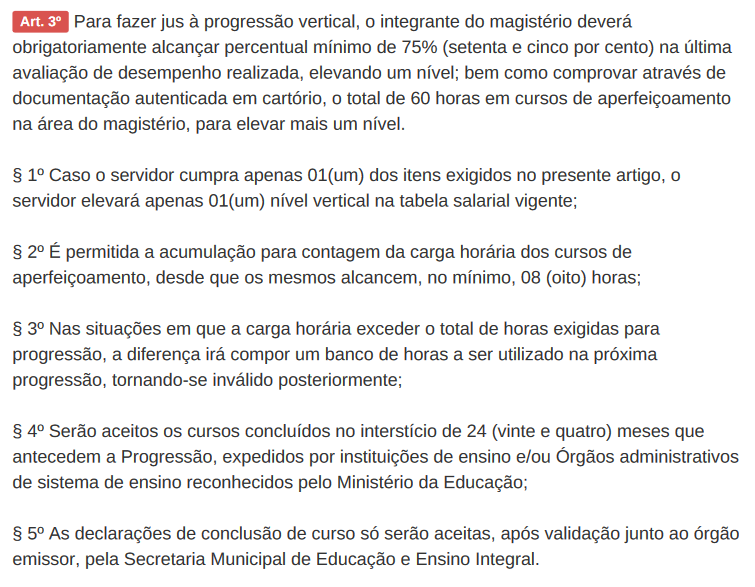 Art. 3º Para fazer jus à progressão vertical, o integrante do magistério deverá
obrigatoriamente alcançar percentual mínimo de 75% (setenta e cinco por cento) na última
avaliação de desempenho realizada, elevando um nível; bem como comprovar através de
documentação autenticada em cartório, o total de 60 horas em cursos de aperfeiçoamento
na área do magistério, para elevar mais um nível.
§ 1º Caso o servidor cumpra apenas 01(um) dos itens exigidos no presente artigo, o
servidor elevará apenas 01(um) nível vertical na tabela salarial vigente;
§ 2º É permitida a acumulação para contagem da carga horária dos cursos de
aperfeiçoamento, desde que os mesmos alcancem, no mínimo, 08 (oito) horas;
§ 3º Nas situações em que a carga horária exceder o total de horas exigidas para
progressão, a diferença irá compor um banco de horas a ser utilizado na próxima
progressão, tornando-se inválido posteriormente;
§ 4º Serão aceitos os cursos concluídos no interstício de 24 (vinte e quatro) meses que
antecedem a Progressão, expedidos por instituições de ensino e/ou Órgãos administrativos
de sistema de ensino reconhecidos pelo Ministério da Educação;
§ 5º As declarações de conclusão de curso só serão aceitas, após validação junto ao órgão
emissor, pela Secretaria Municipal de Educação e Ensino Integral.